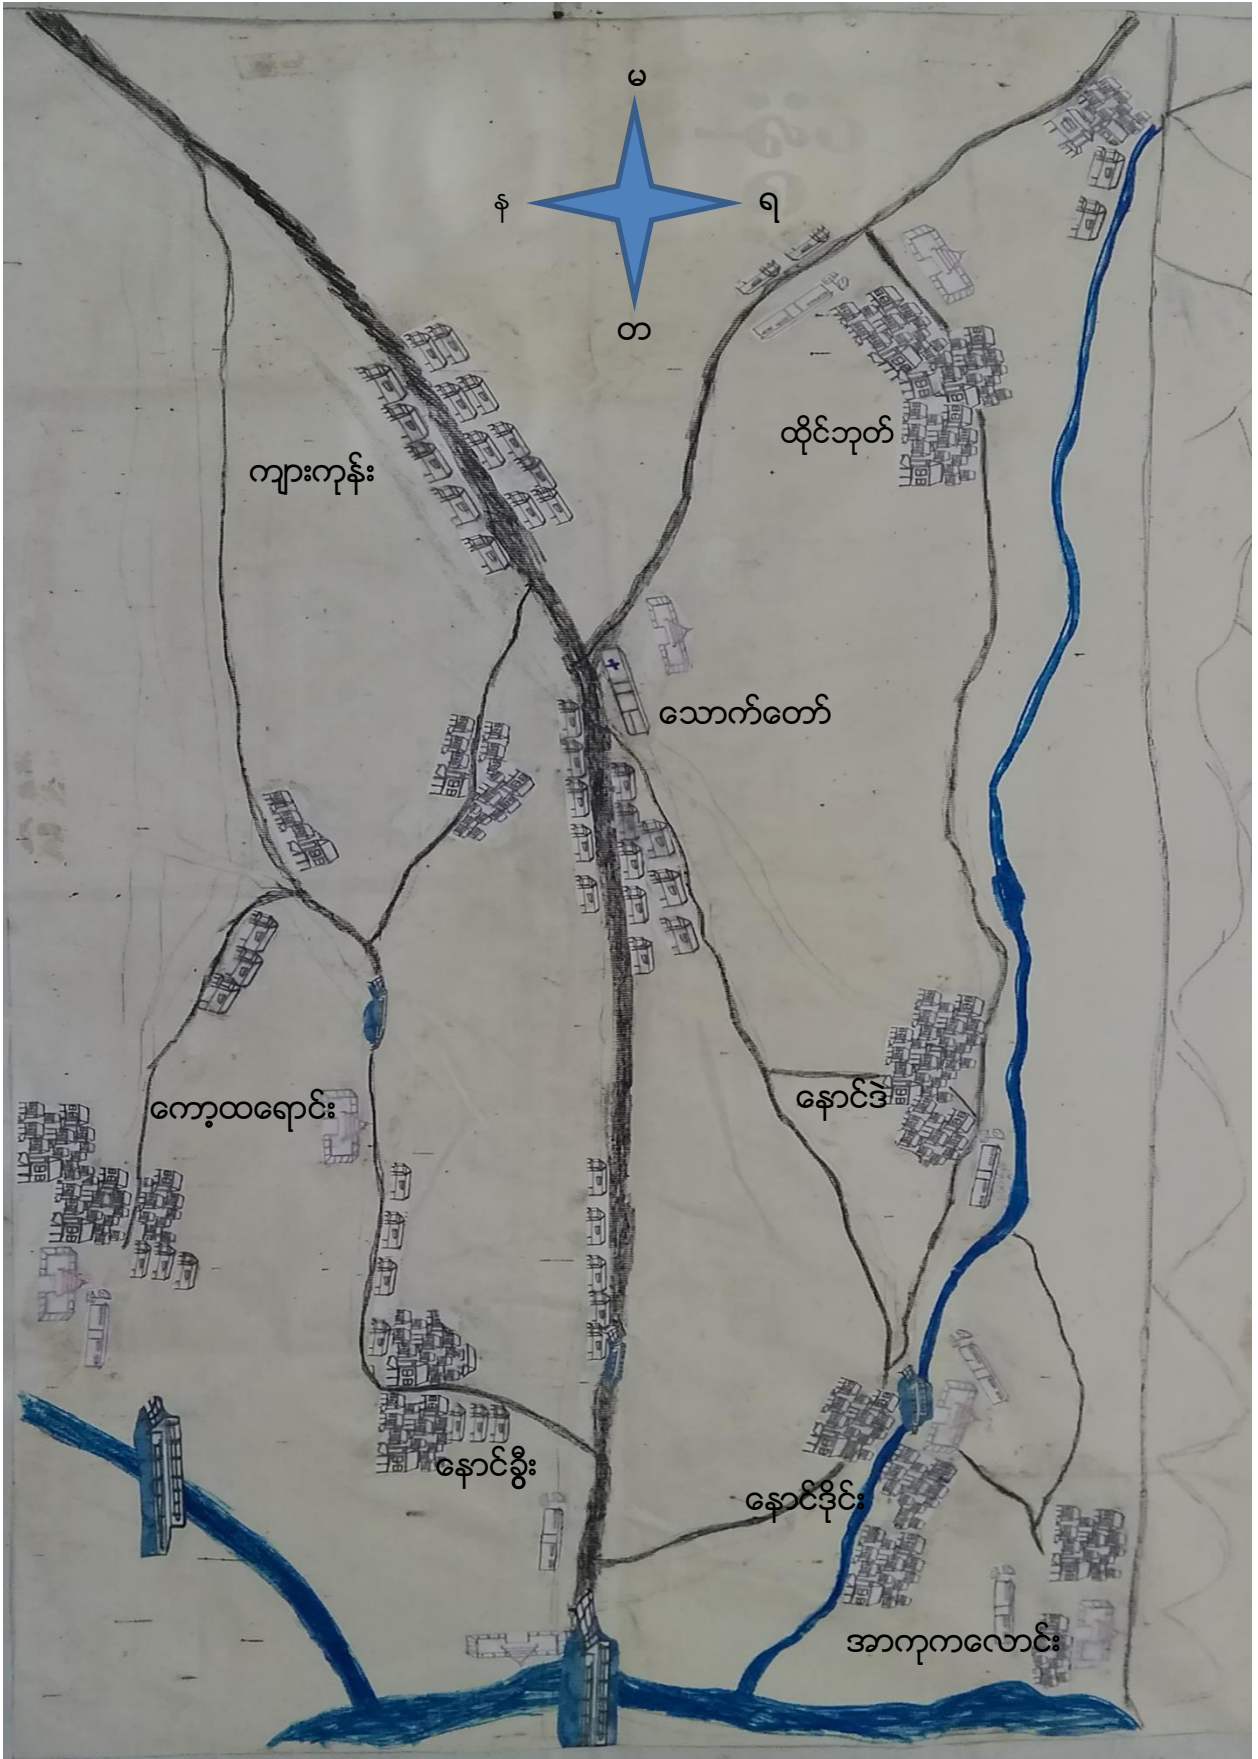 မ
န
ရ
တ
ထိုင်ဘုတ်
ကျားကုန်း
သောက်တော်
နောင်ဒဲ
ကော့ထရောင်း
နောင်ခွီး
နောင်ဒိုင်း
အာကုကလောင်း